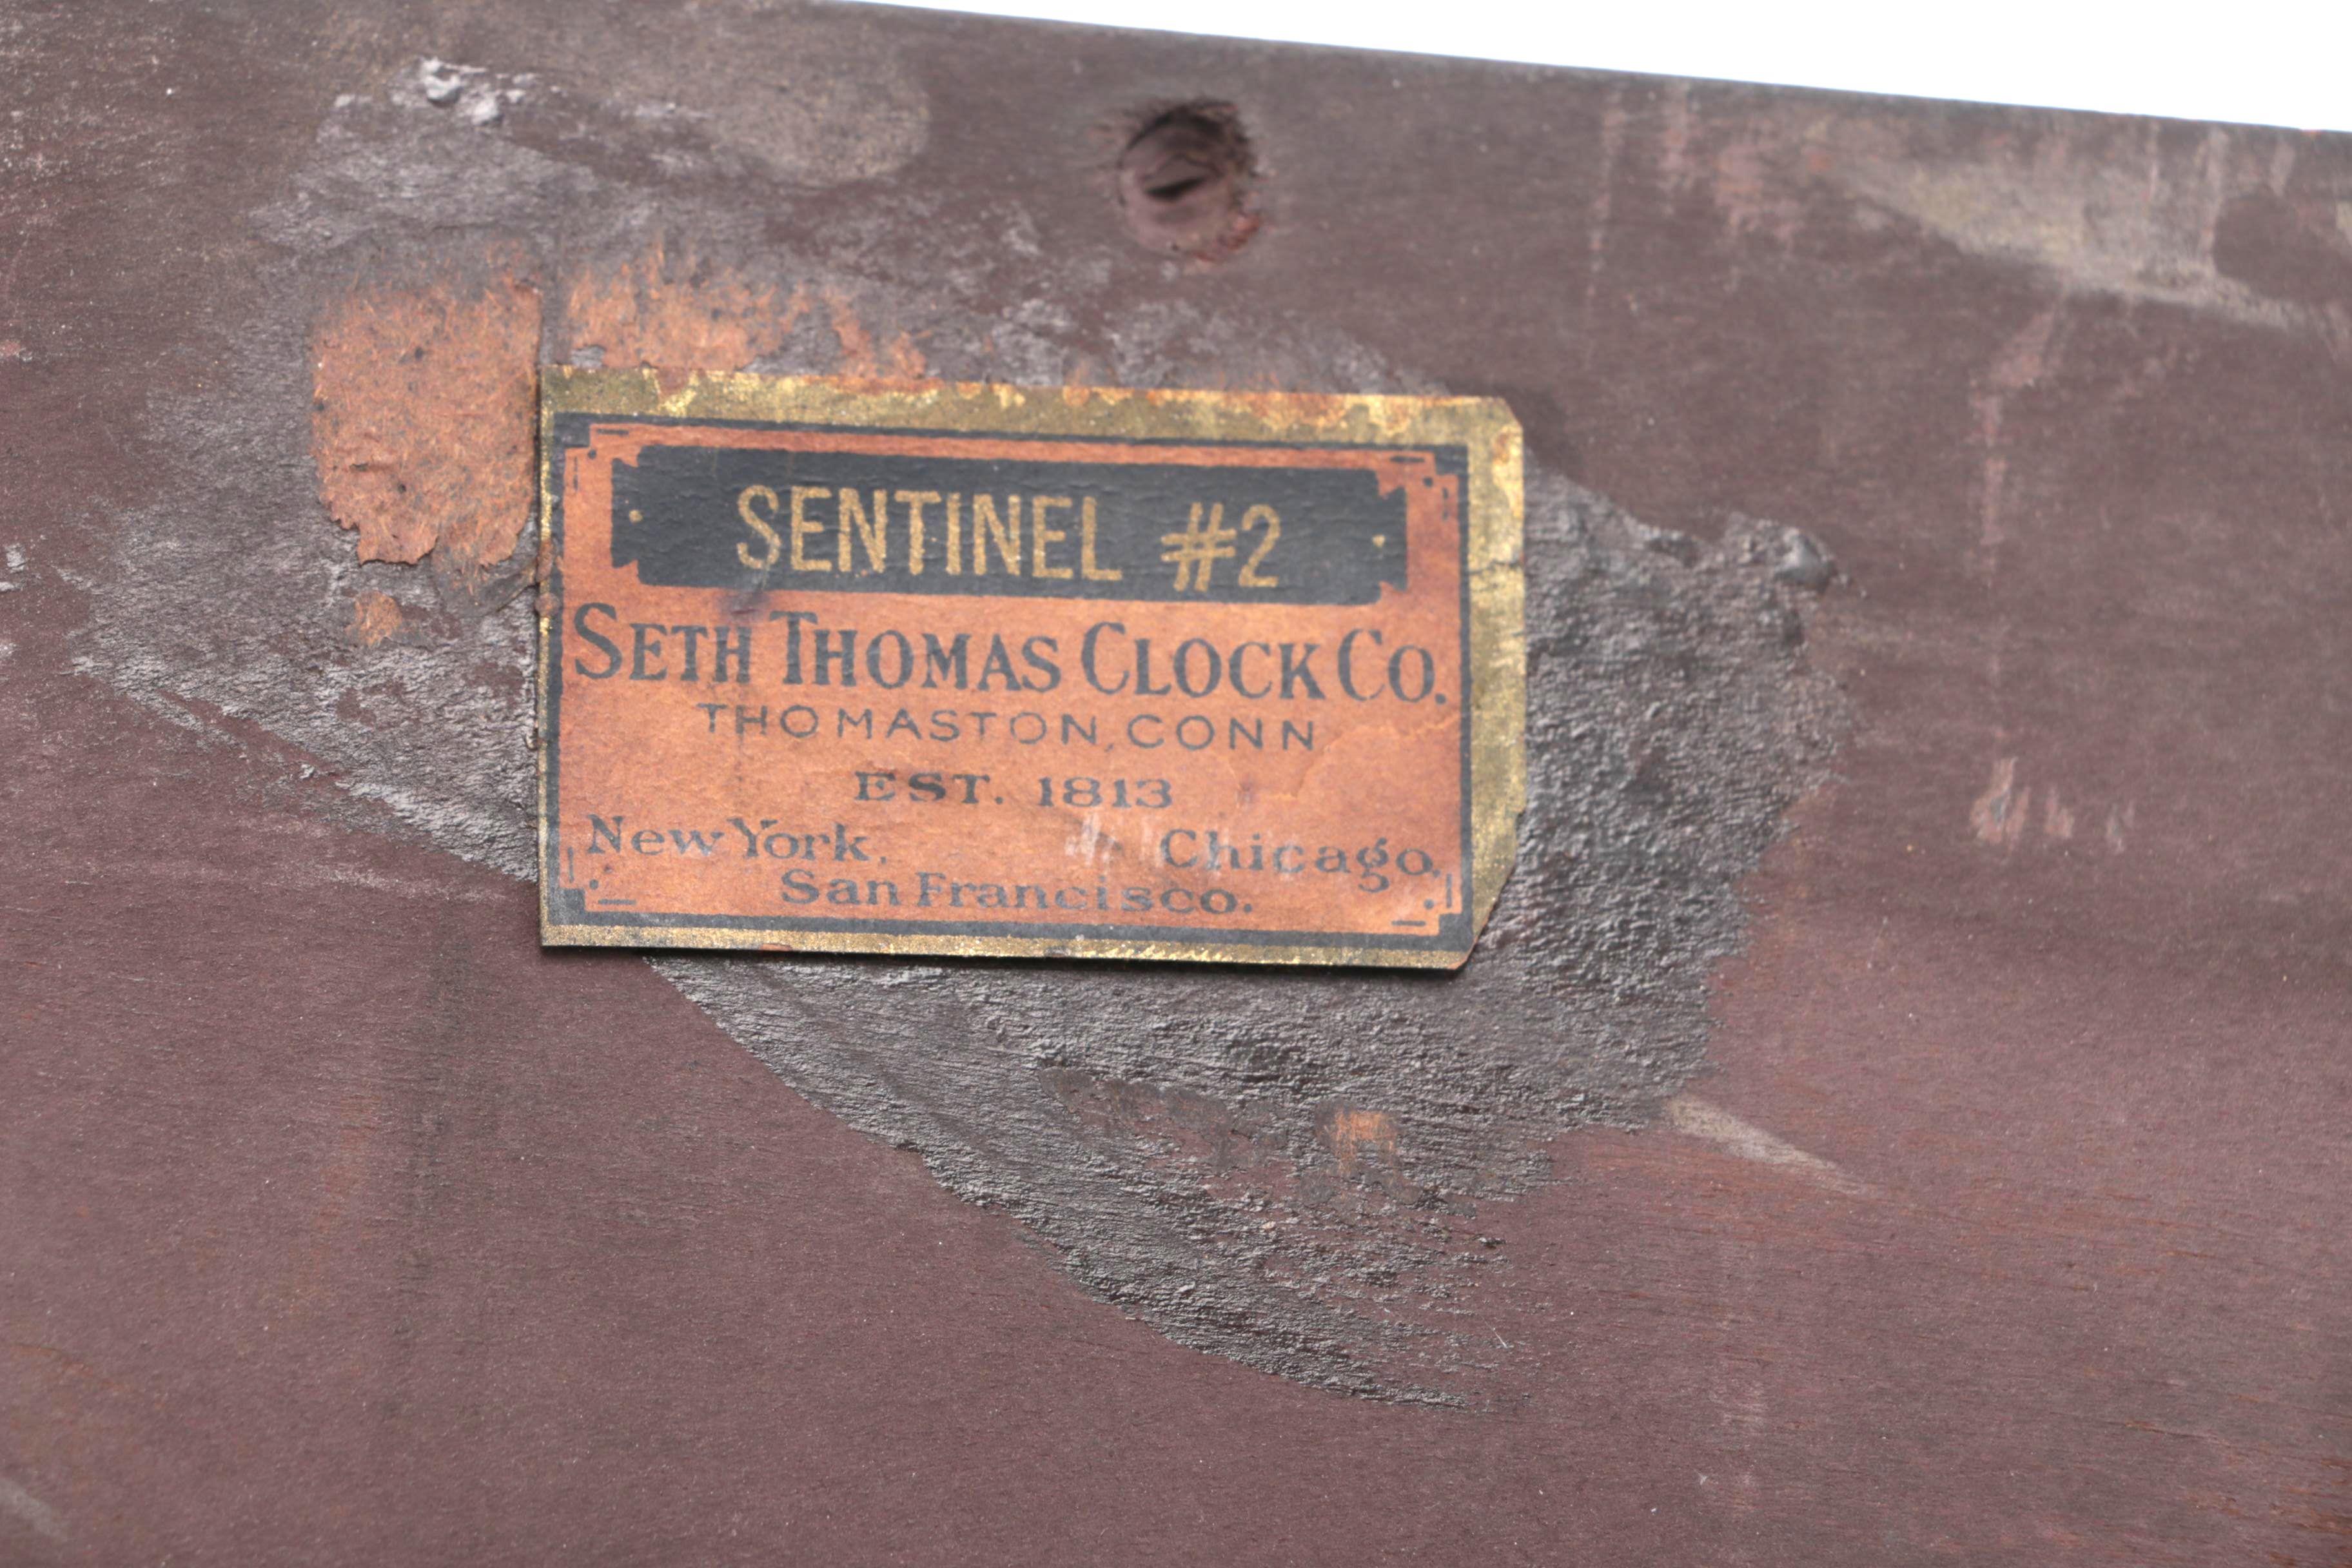 SENTINEL #2
SETH THOMAS CLOCK CO.
THOMASTON, CONN
EST. 1813
New York, Chicago,
San Francisco.